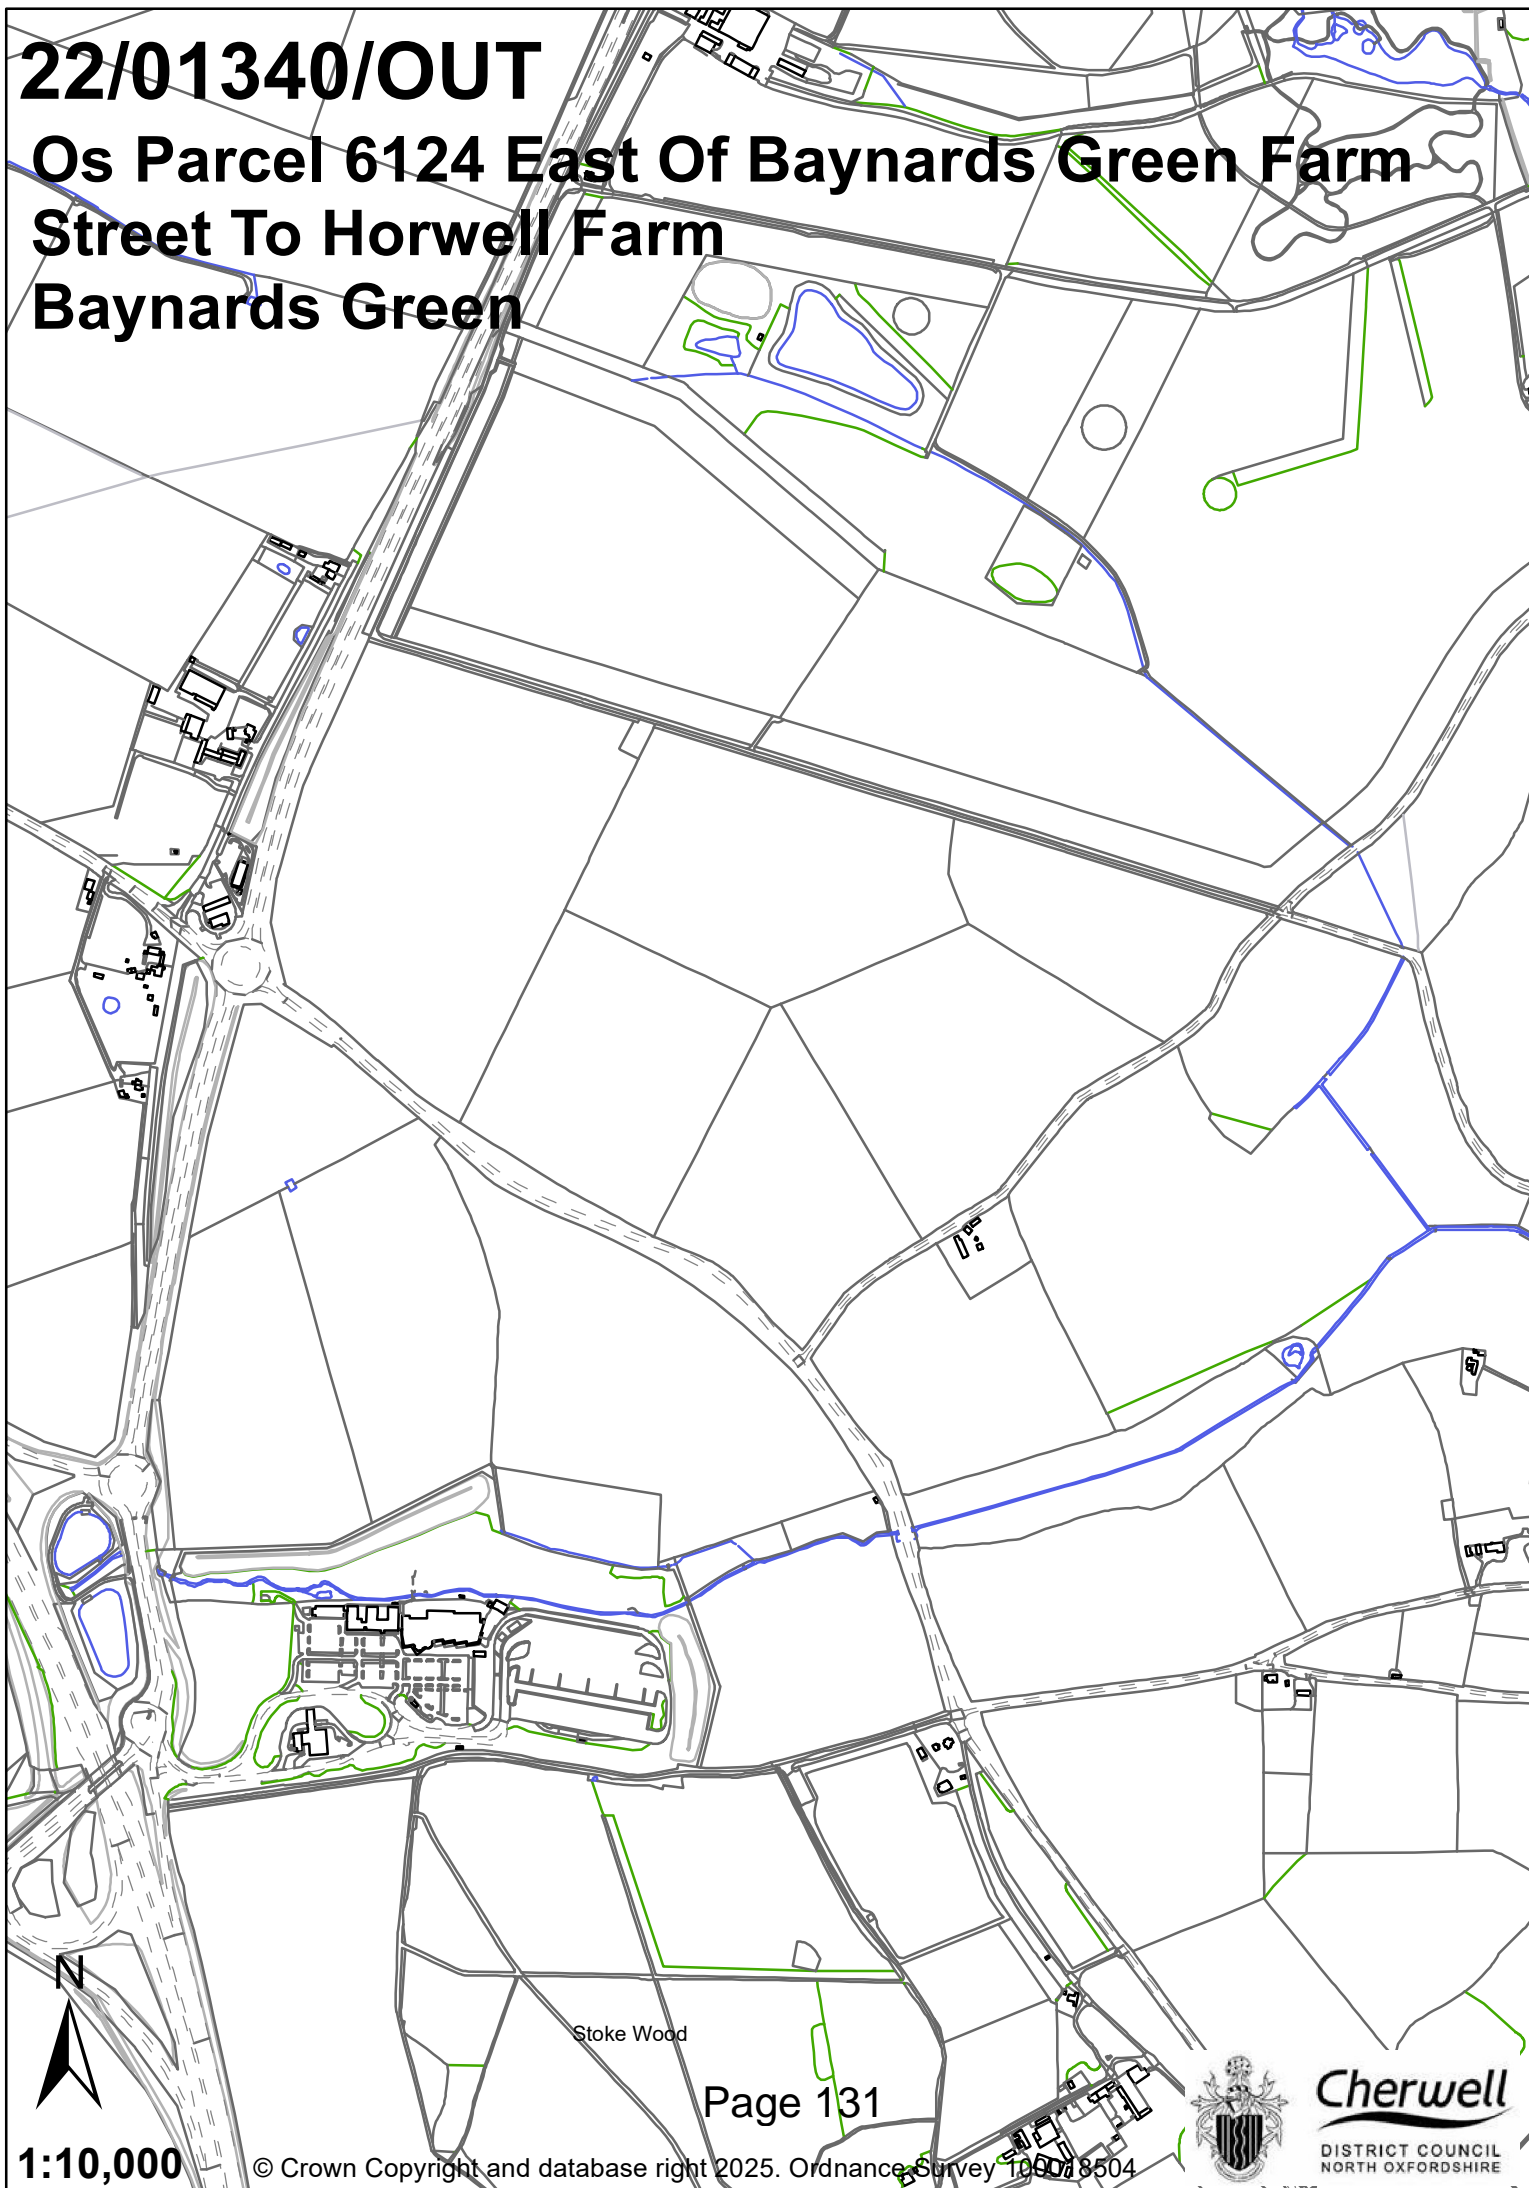 22/01340/OUT
Os Parcel 6124 East Of Baynards Green Farm
Street To Horwell Farm
Baynards Green
N
Stoke Wood
Page 131
1:10,000
© Crown Copyright and database right 2025. Ordnance Survey 100018504
Cherwell
DISTRICT COUNCIL
NORTH OXFORDSHIRE